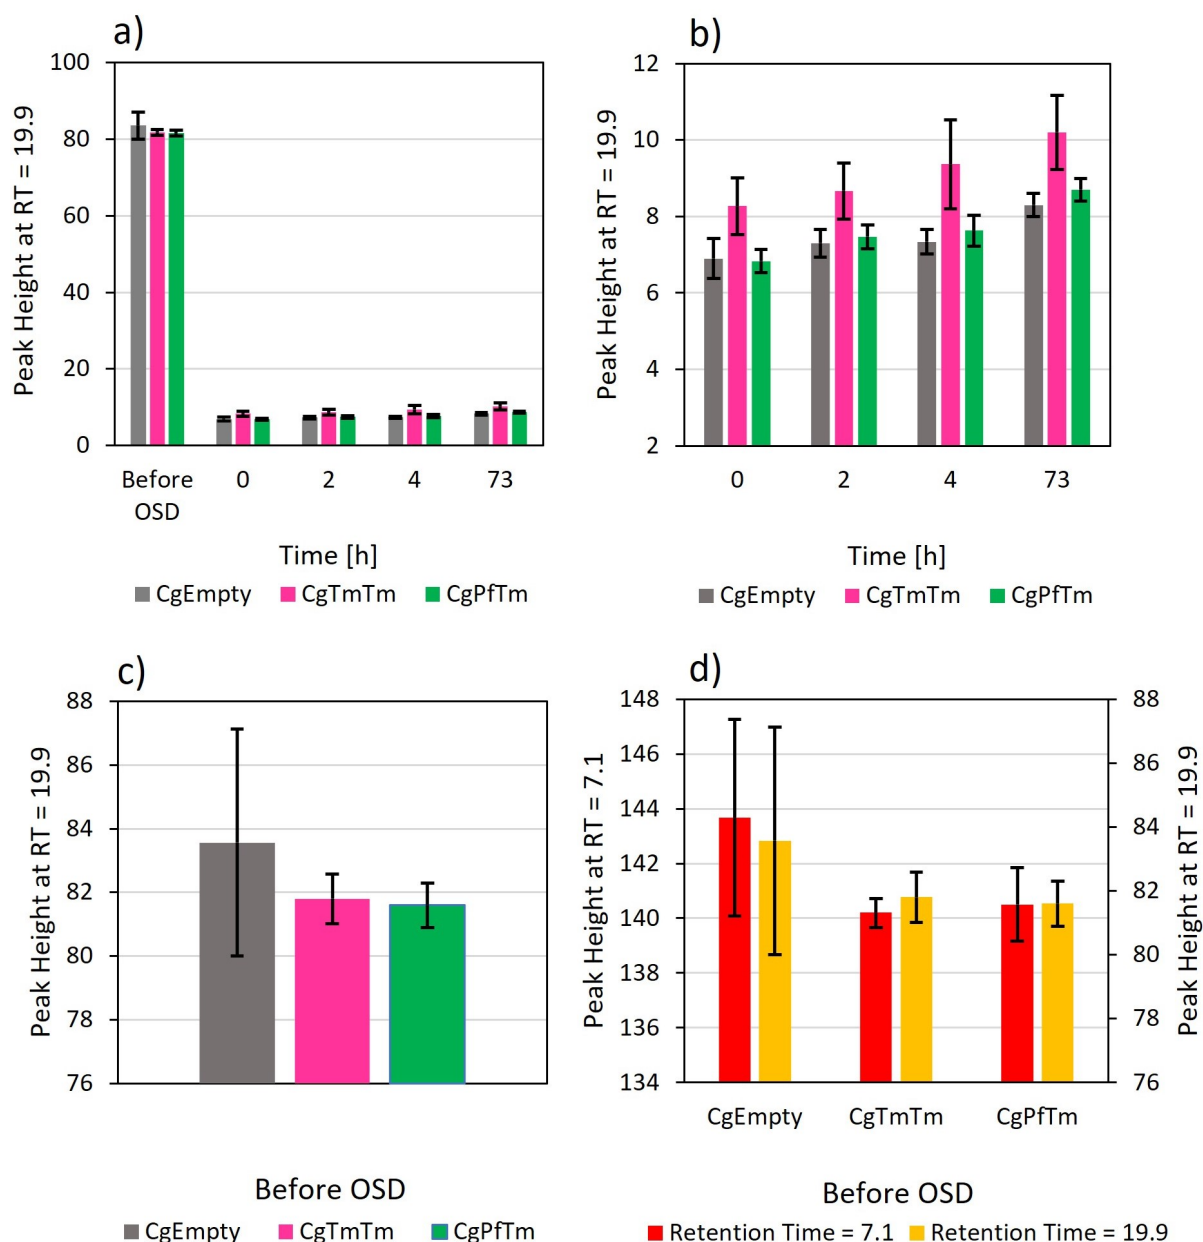 a)
Peak Height at RT = 19.9
100
80
60
40
20
0
Before OSD
0
2
4
73
Time [h]
CgEmpty CgTmTm CgPfTm
b)
Peak Height at RT = 19.9
12
10
8
6
4
2
0
2
4
73
Time [h]
CgEmpty CgTmTm CgPfTm
c)
Peak Height at RT = 19.9
88
86
84
82
80
78
76
Before OSD
CgEmpty CgTmTm CgPfTm
d)
Peak Height at RT = 7.1
148
146
144
142
140
138
136
134
88
86
84
82
80
78
76
Peak Height at RT = 19.9
CgEmpty CgTmTm CgPfTm
Before OSD
Retention Time = 7.1 Retention Time = 19.9